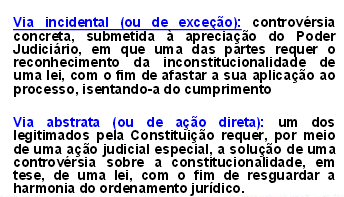 Via incidental (ou de exceção): controvérsia
concreta, submetida à apreciação do Poder
Judiciário, em que uma das partes requer o
reconhecimento da inconstitucionalidade de
uma lei, com o fim de afastar a sua aplicação ao
processo, isentando-a do cumprimento
Via abstrata (ou de ação direta): um dos
legitimados pela Constituição requer, por meio
de uma ação judicial especial, a solução de uma
controvérsia sobre a constitucionalidade, em
tese, de uma lei, com o fim de resguardar a
harmonia do ordenamento jurídico.